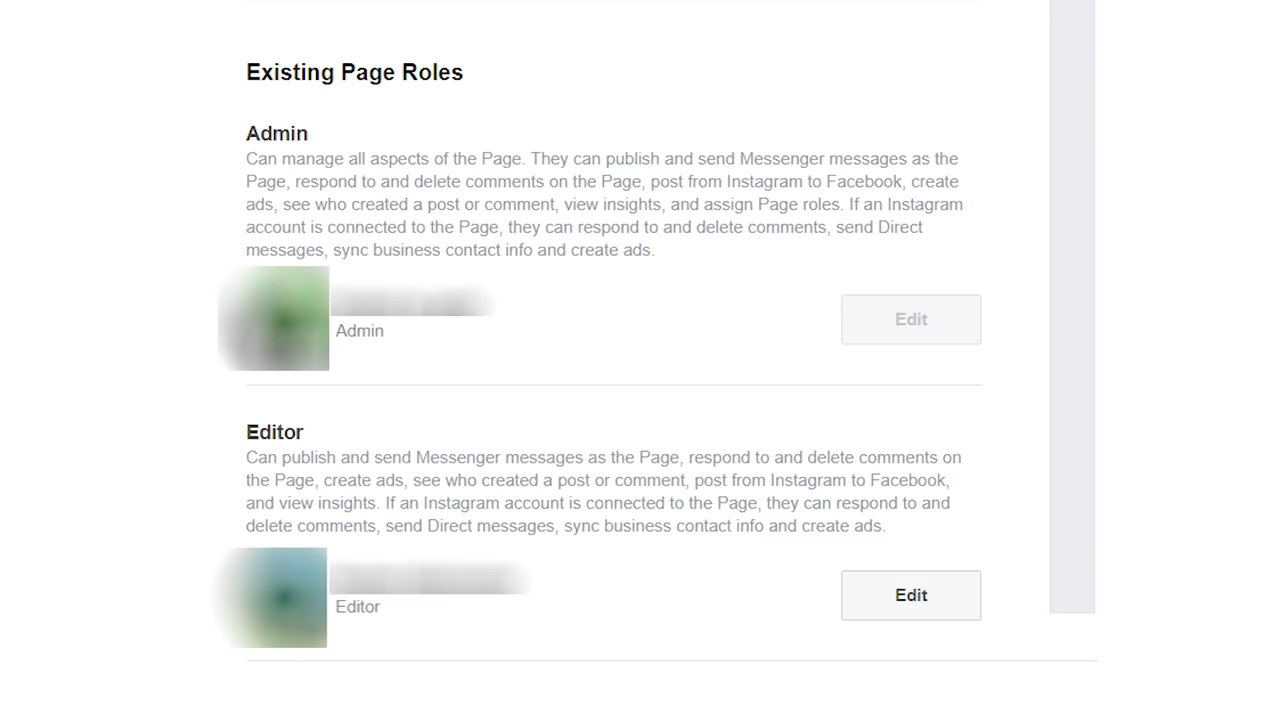 Existing Page Roles
Admin
Can manage all aspects of the Page. They can publish and send Messenger messages as the
Page, respond to and delete comments on the Page, post from Instagram to Facebook, create
ads, see who created a post or comment, view insights, and assign Page roles. If an Instagram
account is connected to the Page, they can respond to and delete comments, send Direct
messages, sync business contact info and create ads.
Admin
Edit
Editor
Can publish and send Messenger messages as the Page, respond to and delete comments on
the Page, create ads, see who created a post or comment, post from Instagram to Facebook,
and view insights. If an Instagram account is connected to the Page, they can respond to and
delete comments, send Direct messages, sync business contact info and create ads.
Editor
Edit